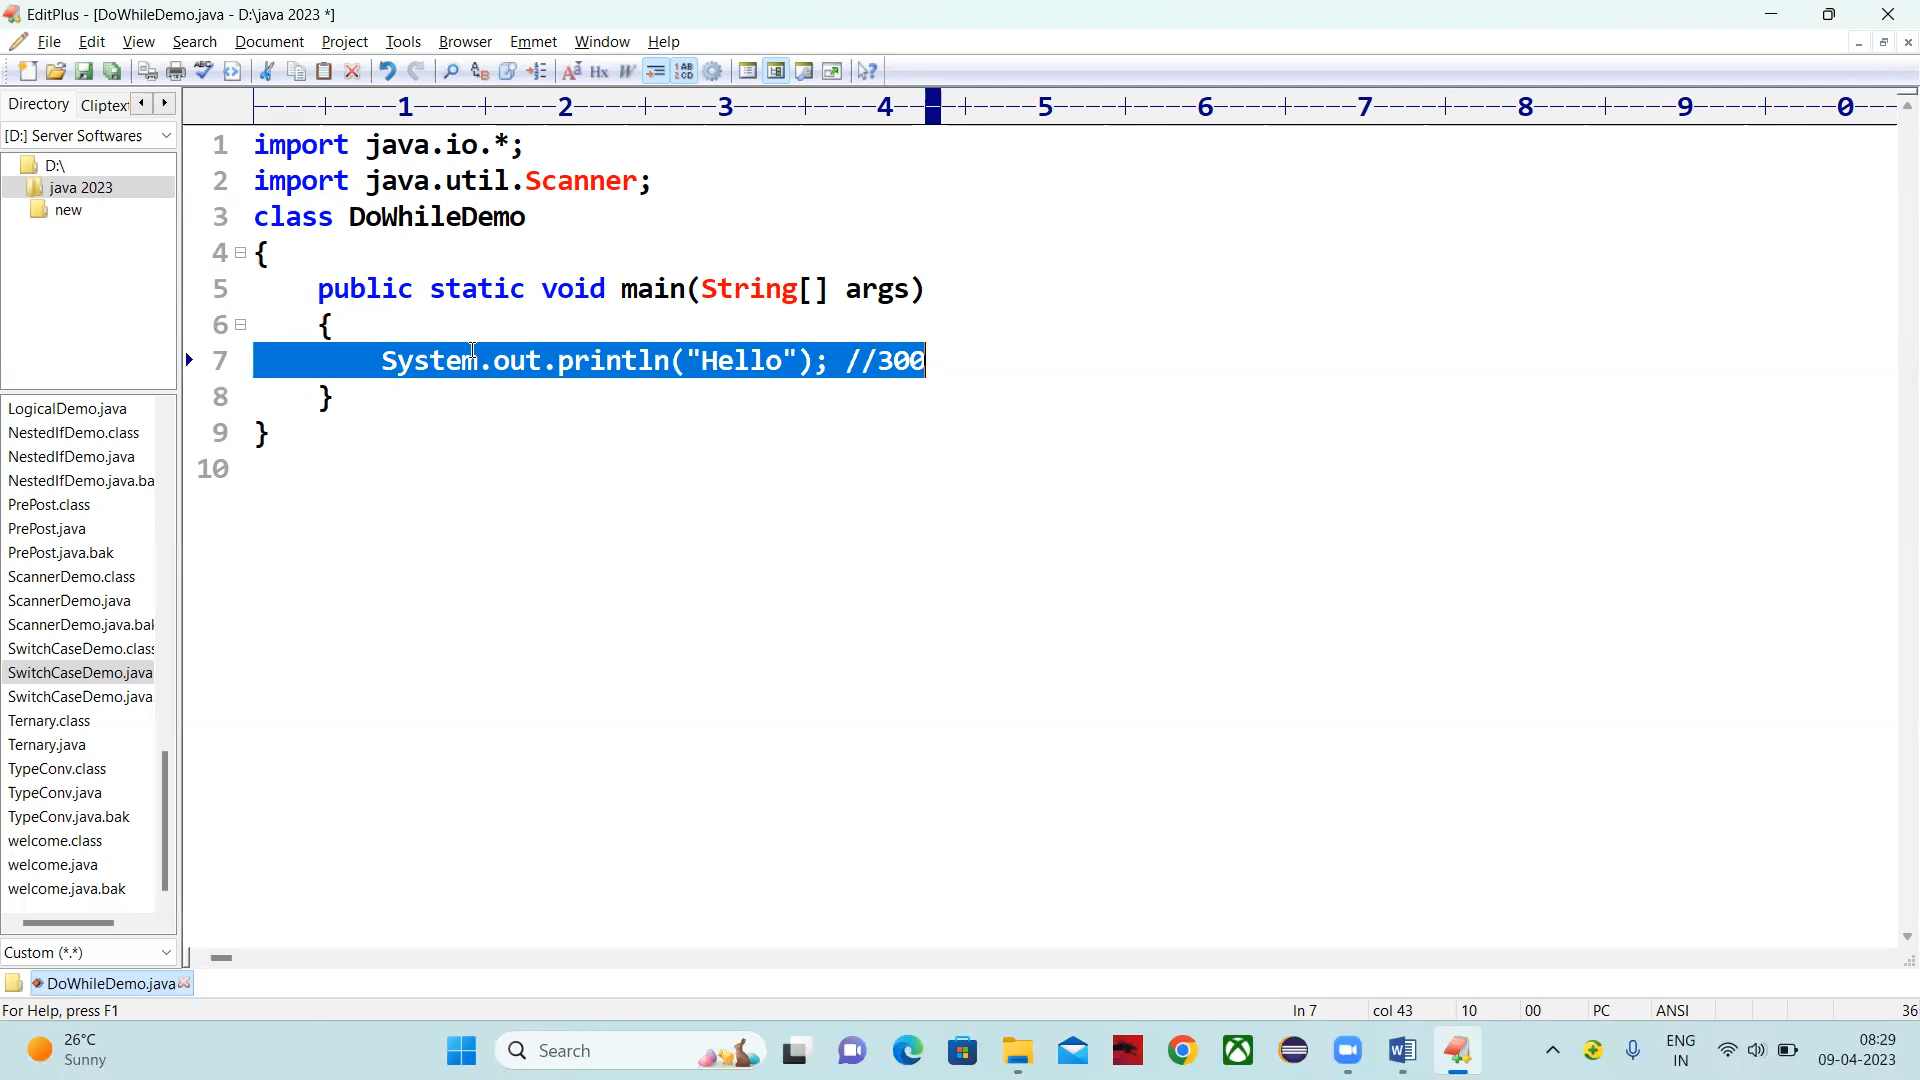 EditPlus - [DoWhileDemo.java - D:\java 2023 *]
File Edit View Search Document Project Tools Browser Emmet Window Help
Directory Cliptext
[D:] Server Softwares
D:\
java 2023
new
LogicalDemo.java
NestedIfDemo.class
NestedIfDemo.java
NestedIfDemo.java.ba
PrePost.class
PrePost.java
PrePost.java.bak
ScannerDemo.class
ScannerDemo.java
ScannerDemo.java.bak
SwitchCaseDemo.class
SwitchCaseDemo.java
SwitchCaseDemo.java
Ternary.class
Ternary.java
TypeConv.class
TypeConv.java
TypeConv.java.bak
welcome.class
welcome.java
welcome.java.bak
Custom (*.*)
1 2 3 4 5 6 7 8 9 0
1 import java.io.*;
2 import java.util.Scanner;
3 class DoWhileDemo
4 {
5 public static void main(String[] args)
6 {
7 System.out.println("Hello"); //300
8 }
9 }
10
DoWhileDemo.java
For Help, press F1 ln 7 col 43 10 00 PC ANSI 36
26°C
Sunny
Search
ENG
IN
08:29
09-04-2023